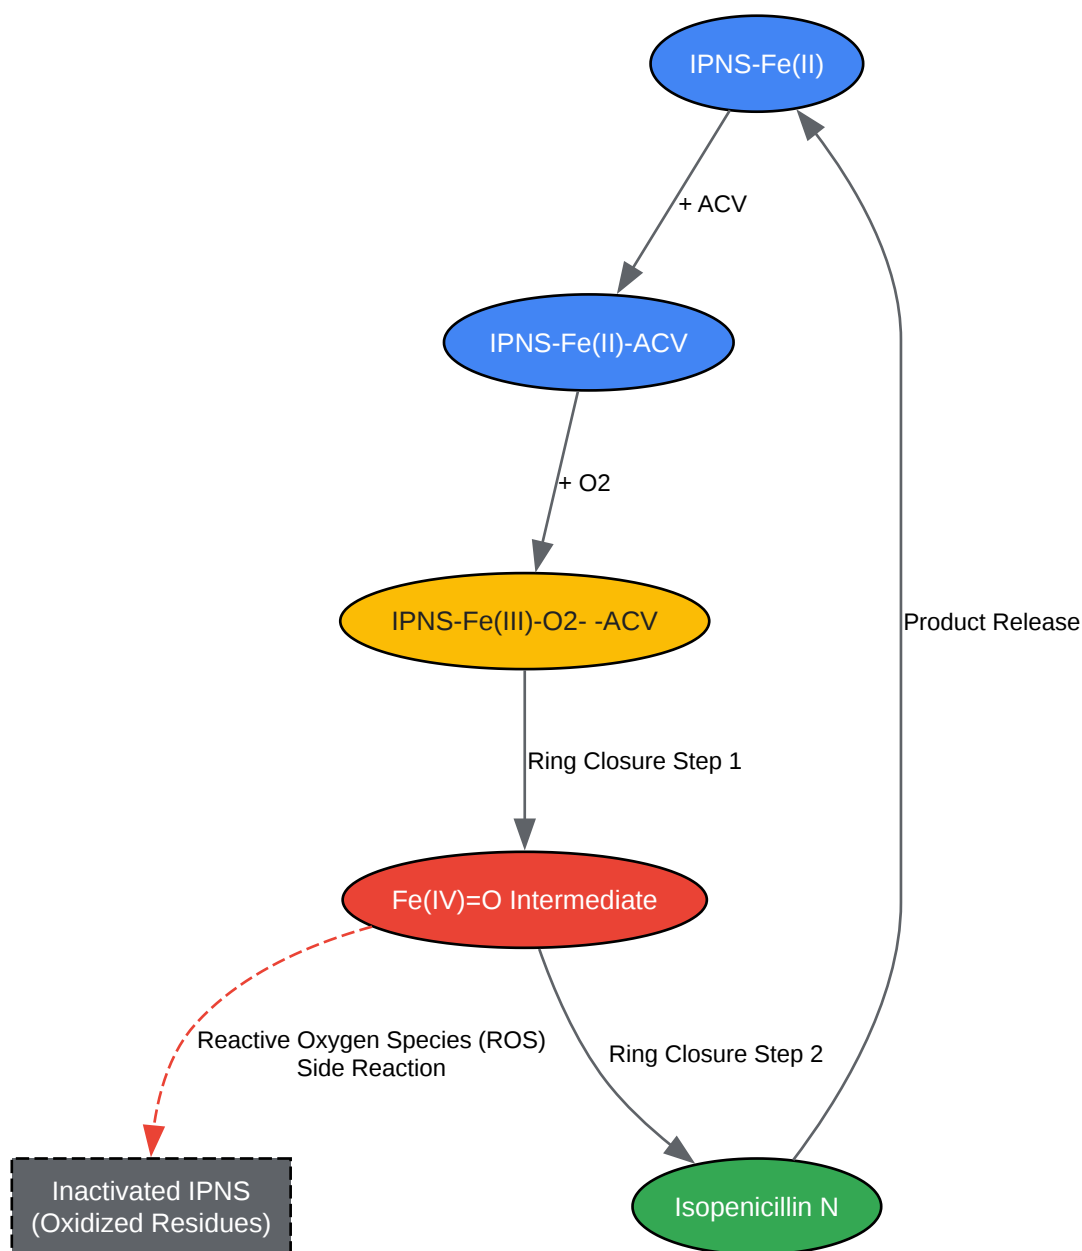 IPNS-Fe(II)
+ ACV
IPNS-Fe(II)-ACV
+ O2
IPNS-Fe(III)-O2- -ACV
Product Release
Ring Closure Step 1
Fe(IV)=O Intermediate
Reactive Oxygen Species (ROS)
Side Reaction
Ring Closure Step 2
Inactivated IPNS
(Oxidized Residues)
Isopenicillin N